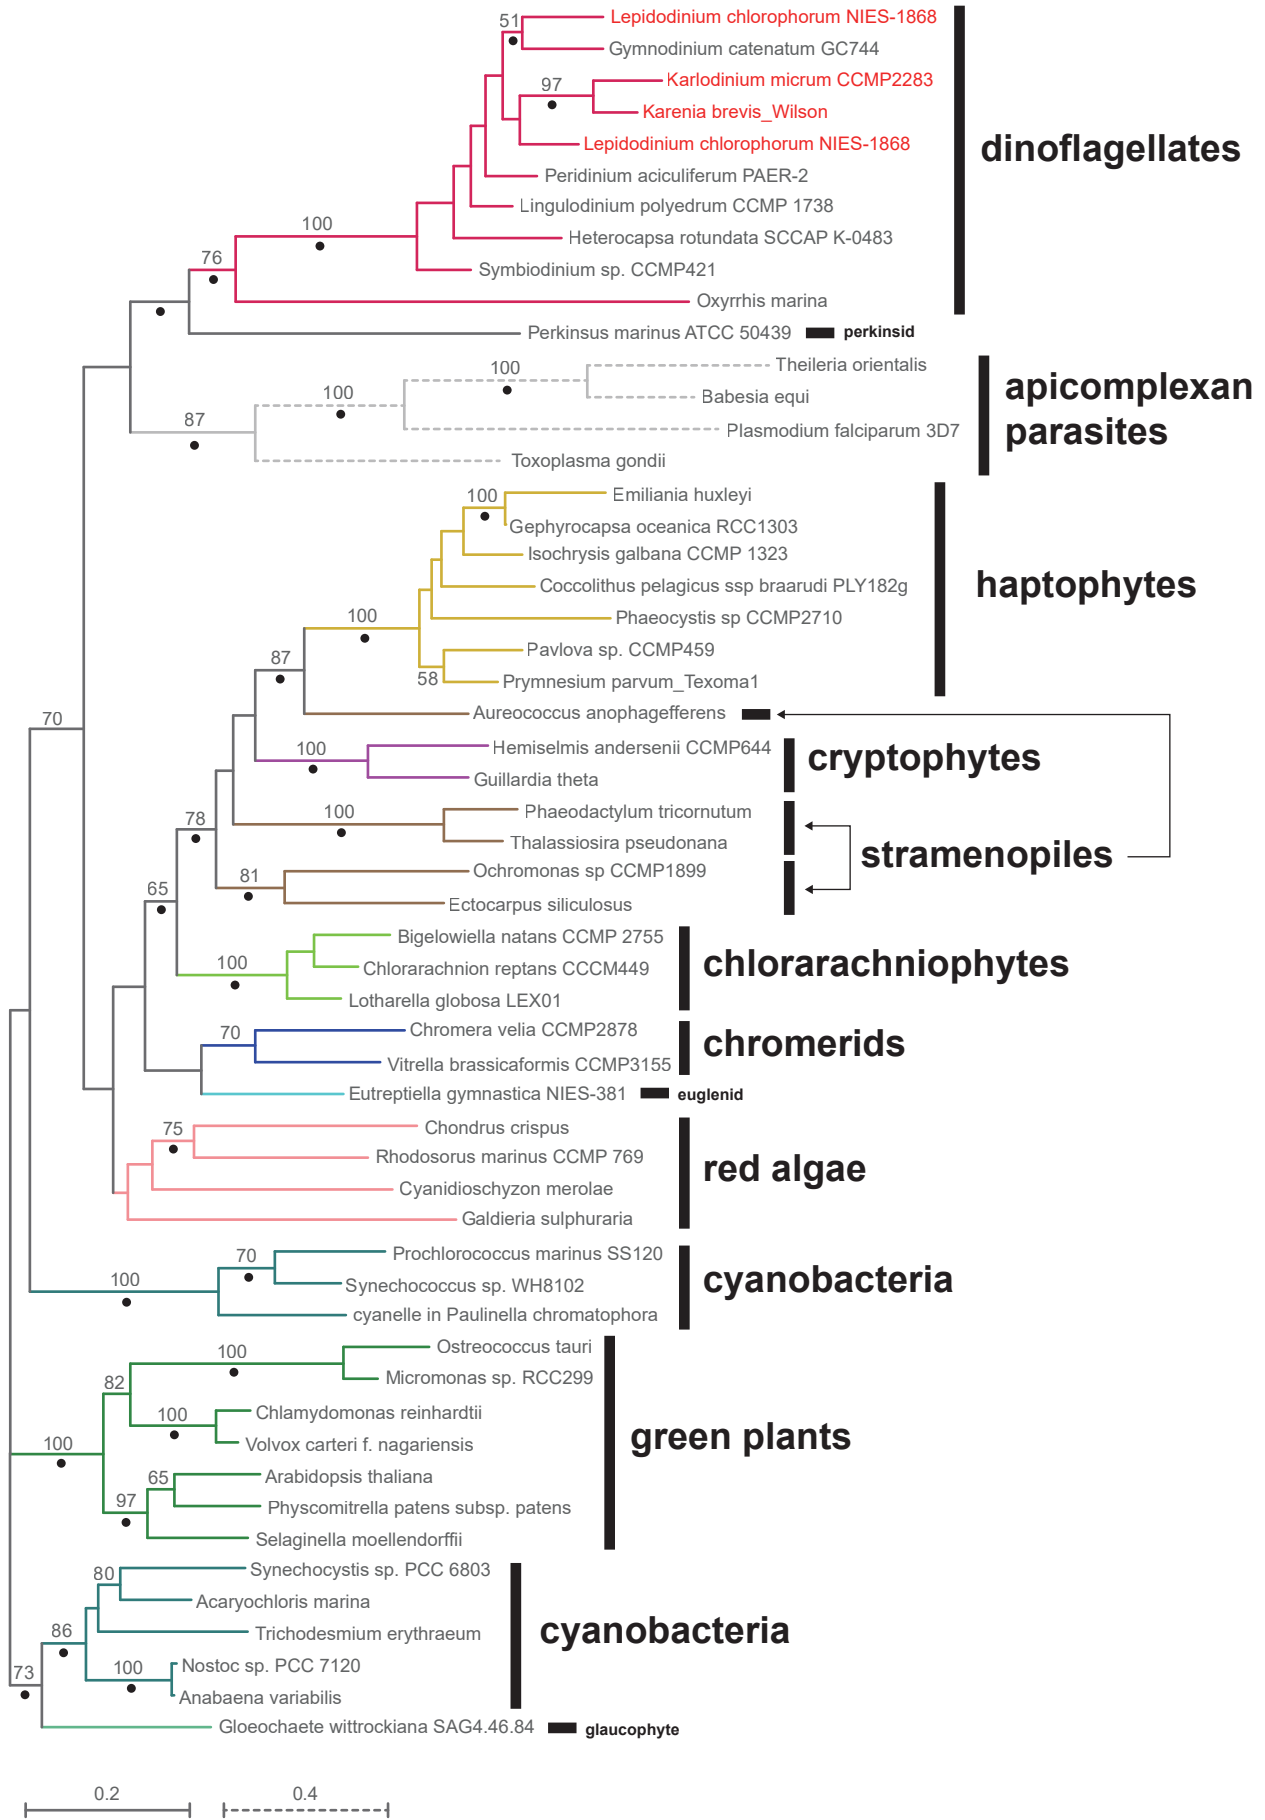 51
Lepidodinium chlorophorum NIES-1868
Gymnodinium catenatum GC744
97
Karlodinium micrum CCMP2283
Karenia brevis_Wilson
Lepidodinium chlorophorum NIES-1868
dinoflagellates
Peridinium aciculiferum PAER-2
Lingulodinium polyedrum CCMP 1738
100
Heterocapsa rotundata SCCAP K-0483
76
Symbiodinium sp. CCMP421
Oxyrrhis marina
Perkinsus marinus ATCC 50439
perkinsid
100
Theileria orientalis
100
Babesia equi
87
Plasmodium falciparum 3D7
Toxoplasma gondii
apicomplexan
parasites
100
Emiliania huxleyi
Gephyrocapsa oceanica RCC1303
Isochrysis galbana CCMP 1323
Coccolithus pelagicus ssp braarudi PLY182g
haptophytes
100
Phaeocystis sp CCMP2710
87
Pavlova sp. CCMP459
58
Prymnesium parvum_Texoma1
70
Aureococcus anophagefferens
100
Hemiselmis andersenii CCMP644
Guillardia theta
cryptophytes
100
Phaeodactylum tricornutum
78
Thalassiosira pseudonana
stramenopiles
81
Ochromonas sp CCMP1899
65
Ectocarpus siliculosus
Bigelowiella natans CCMP 2755
100
Chlorarachnion reptans CCCM449
chlorarachniophytes
Lotharella globosa LEX01
70
Chromera velia CCMP2878
chromerids
Vitrella brassicaformis CCMP3155
Eutreptiella gymnastica NIES-381
euglenid
75
Chondrus crispus
Rhodosorus marinus CCMP 769
red algae
Cyanidioschyzon merolae
Galdieria sulphuraria
70
Prochlorococcus marinus SS120
100
Synechococcus sp. WH8102
cyanobacteria
cyanelle in Paulinella chromatophora
100
Ostreococcus tauri
82
Micromonas sp. RCC299
100
Chlamydomonas reinhardtii
100
Volvox carteri f. nagariensis
green plants
65
Arabidopsis thaliana
97
Physcomitrella patens subsp. patens
Selaginella moellendorffii
80
Synechocystis sp. PCC 6803
Acaryochloris marina
86
Trichodesmium erythraeum
cyanobacteria
73
100
Nostoc sp. PCC 7120
Anabaena variabilis
Gloeochaete wittrockiana SAG4.46.84
glaucophyte
0.2
0.4